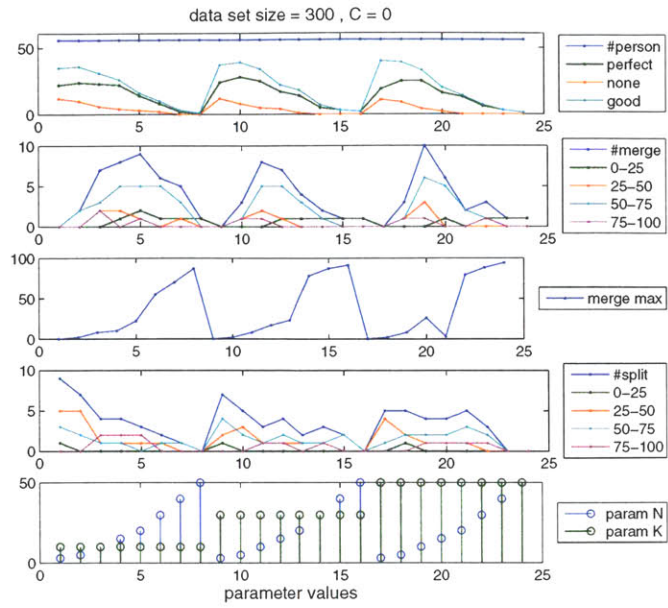 data set size = 300 , C = 0
50
0
0 5 10 15 20 25
#person
perfect
none
good
10
5
0
0 5 10 15 20 25
#merge
0-25
25-50
50-75
75-100
100
50
0
0 5 10 15 20 25
merge max
10
5
0
0 5 10 15 20 25
#split
0-25
25-50
50-75
75-100
50
0
0 5 10 15 20 25
parameter values
param N
param K